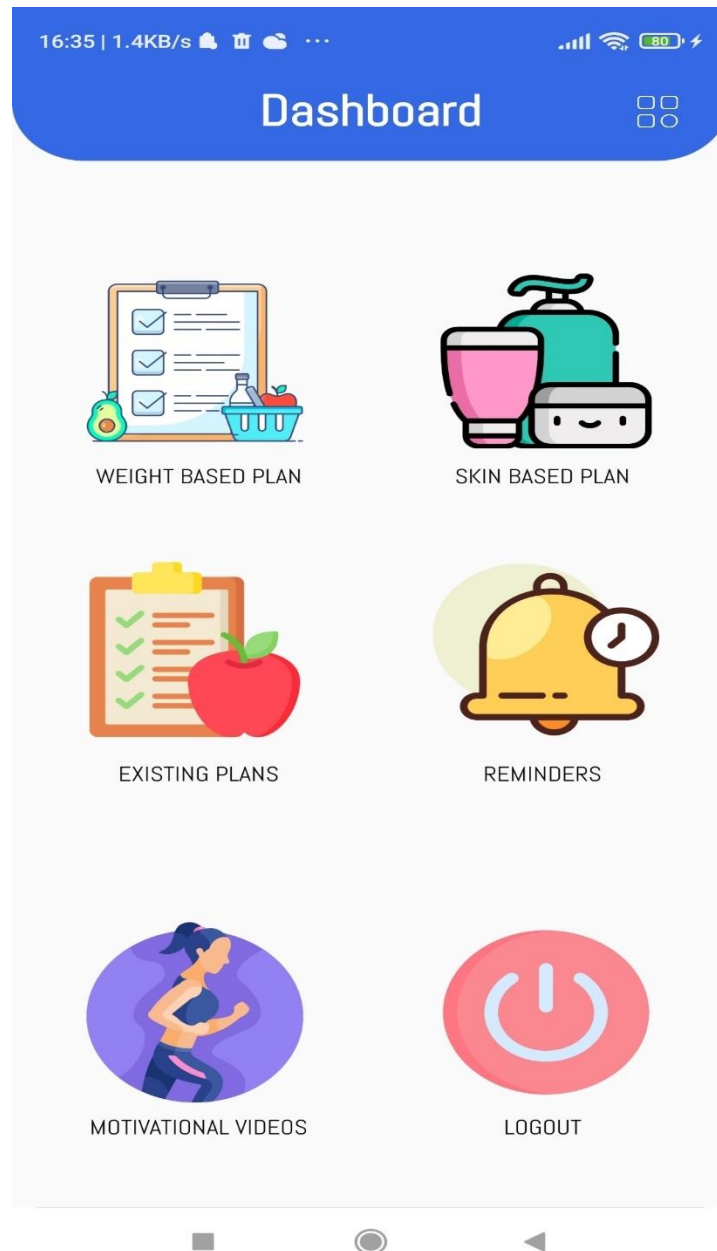 16:35 | 1.4KB/s ...
80
Dashboard
WEIGHT BASED PLAN
SKIN BASED PLAN
EXISTING PLANS
REMINDERS
MOTIVATIONAL VIDEOS
LOGOUT